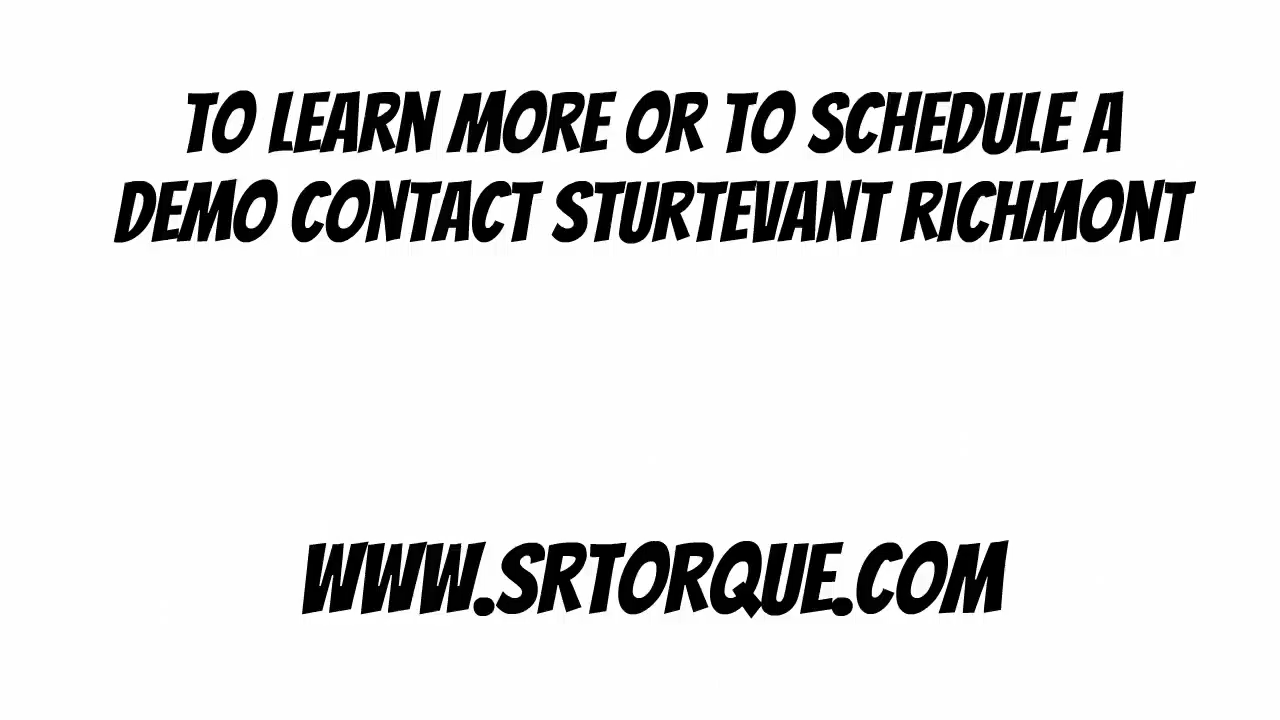 TO LEARN MORE OR TO SCHEDULE A
DEMO CONTACT STURTEVANT RICHMONT
WWW.SRTORQUE.COM